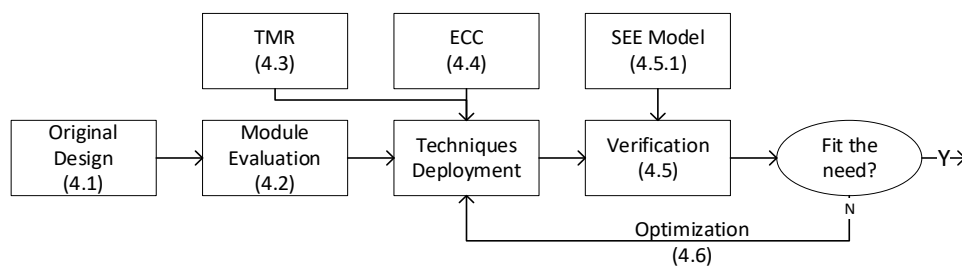 TMR
(4.3)
ECC
(4.4)
SEE Model
(4.5.1)
Original
Design
(4.1)
Module
Evaluation
(4.2)
Techniques
Deployment
Verification
(4.5)
Fit the
need?
Y
N
Optimization
(4.6)